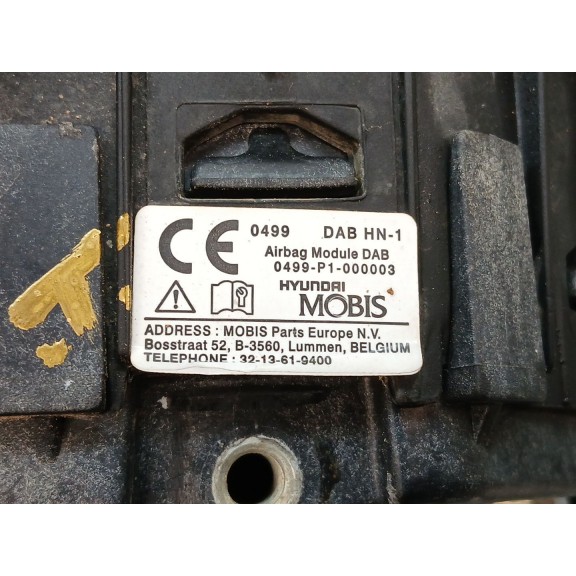 CE 0499 DAB HN-1
Airbag Module DAB
0499-P1-000003
HYUNDAI
MOBIS
ADDRESS : MOBIS Parts Europe N.V.
Bosstraat 52, B-3560, Lummen, BELGIUM
TELEPHONE : 32-13-61-9400